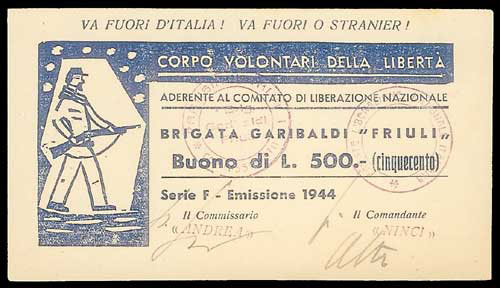 VA FUORI D'ITALIA! VA FUORI O STRANIER!
CORPO VOLONTARI DELLA LIBERTÀ
ADERENTE AL COMITATO DI LIBERAZIONE NAZIONALE
BRIGATA GARIBALDI "FRIULI"
Buono di L. 500.- (cinquecento)
Serie F - Emissione 1944
Il Commissario Il Comandante
«ANDREA» «NINCI»